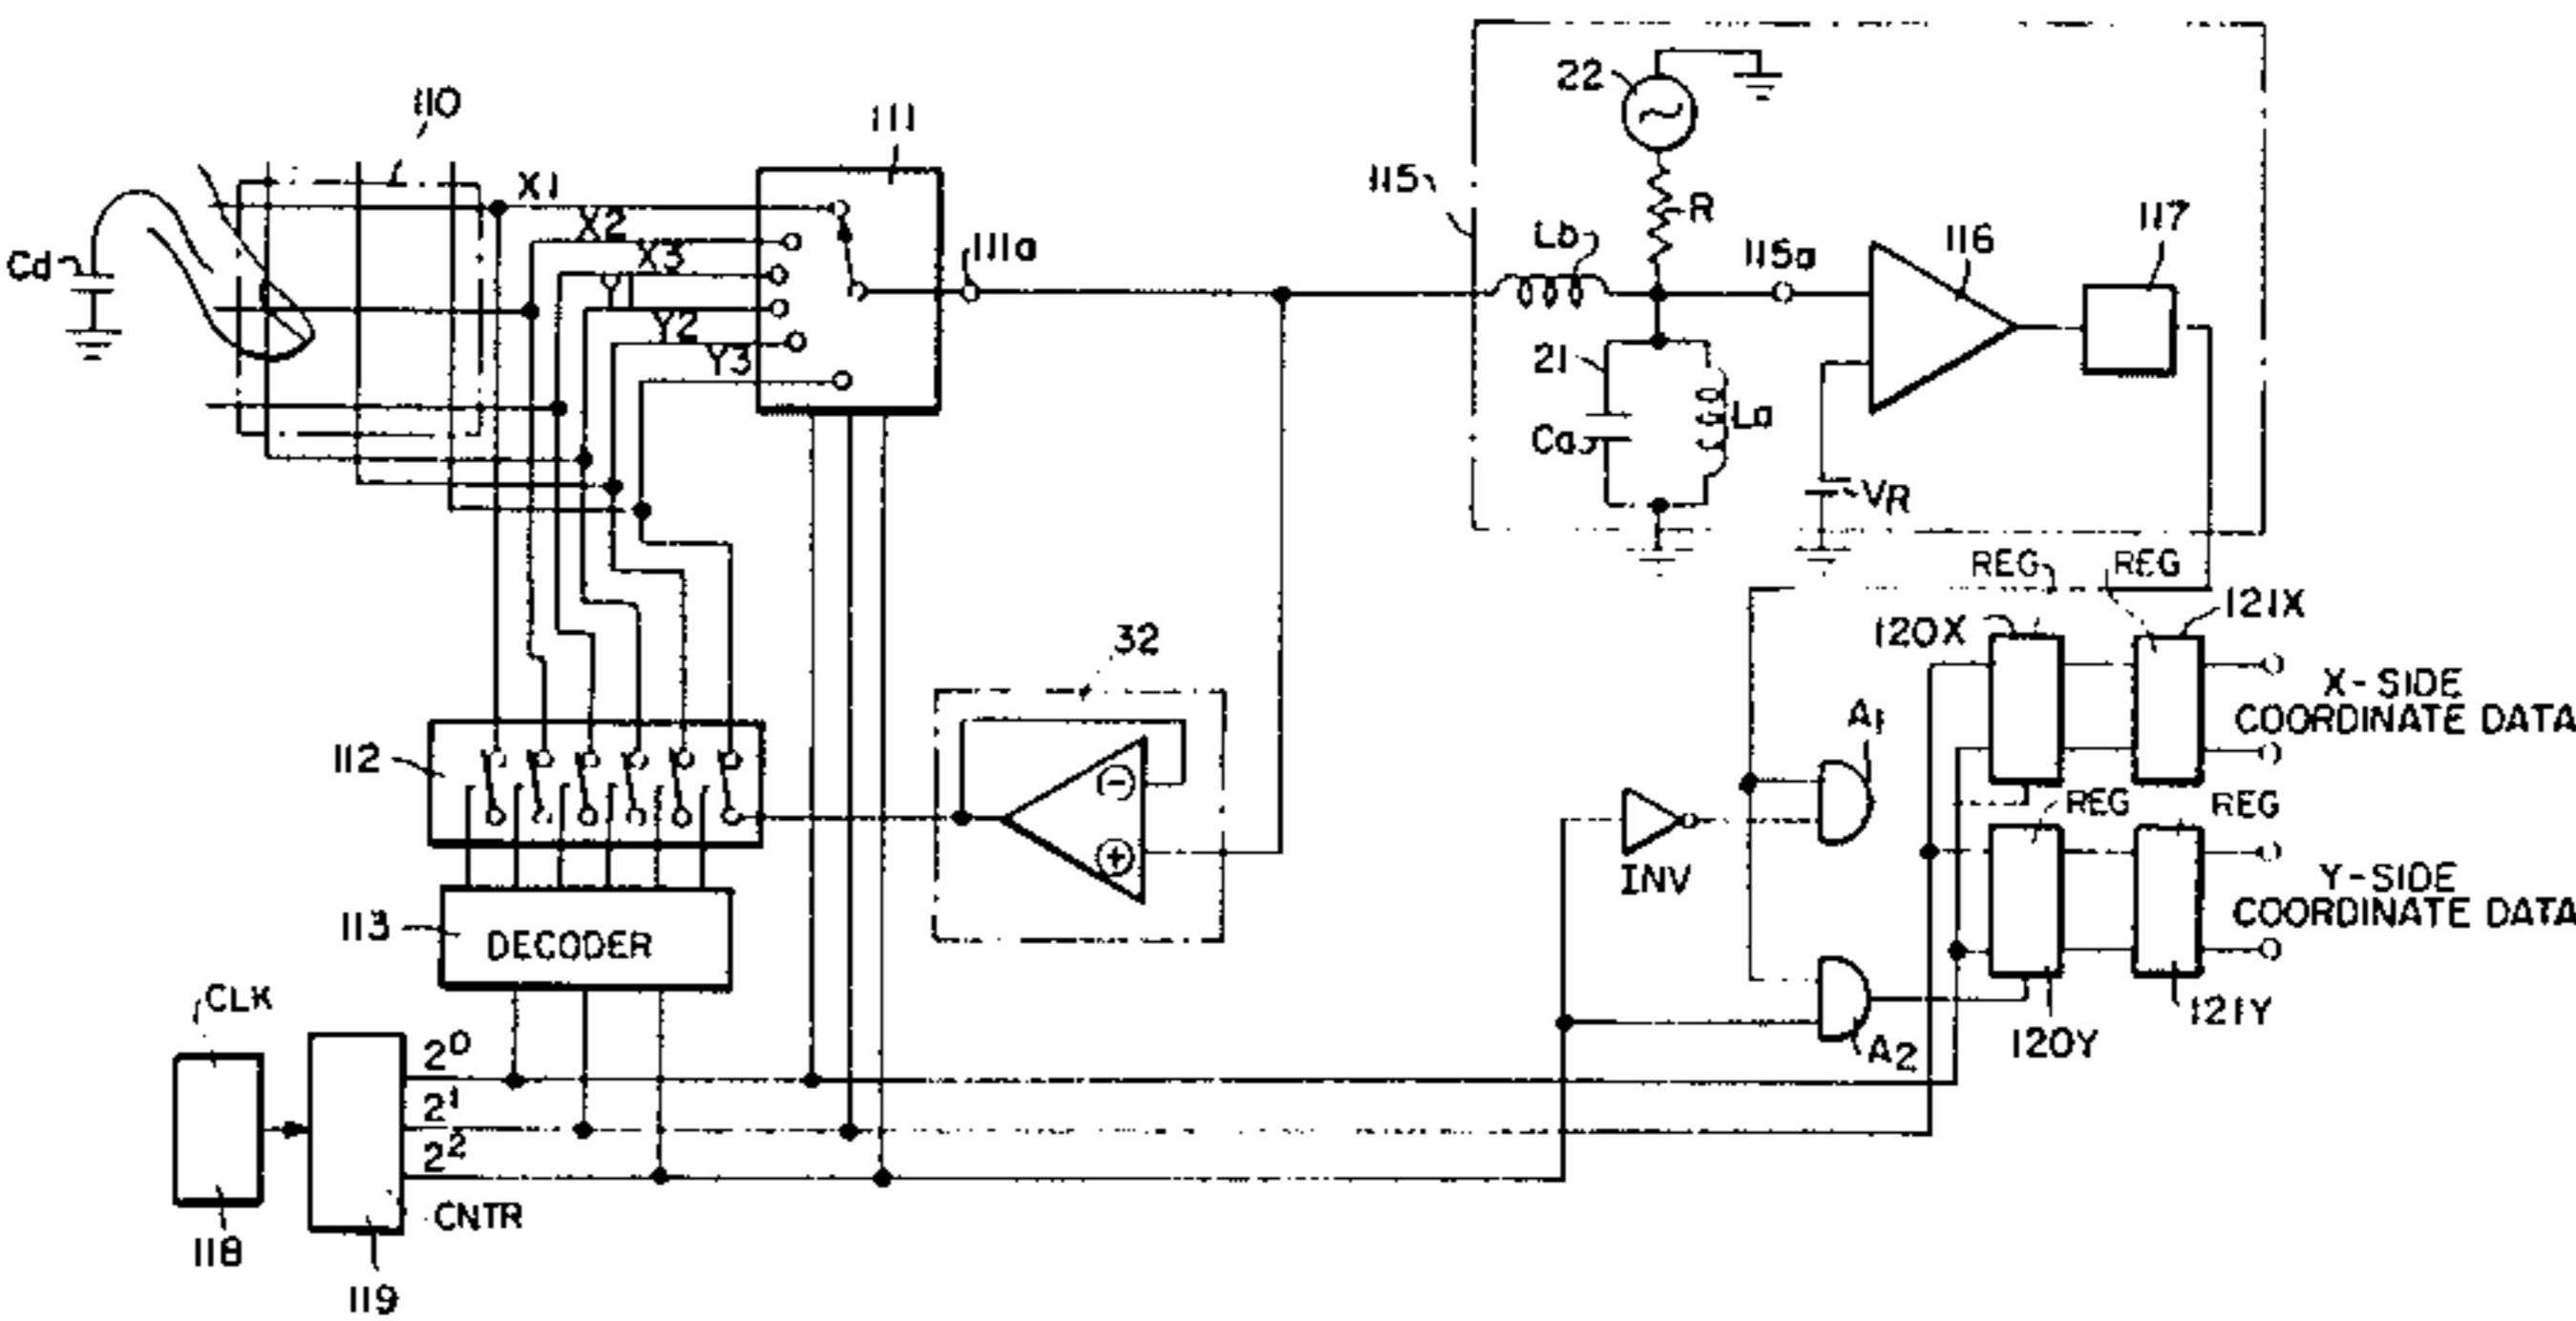 110
X1
X2
X3
Y1
Y2
Y3
Cd
111
111a
22
R
115
Lb
115a
116
117
21
Ca
La
VR
REG
REG
120X
121X
X-SIDE
COORDINATE DATA
32
A1
−
+
112
INV
REG
REG
Y-SIDE
COORDINATE DATA
113
DECODER
A2
120Y
121Y
CLK
2⁰
2¹
2²
CNTR
118
119